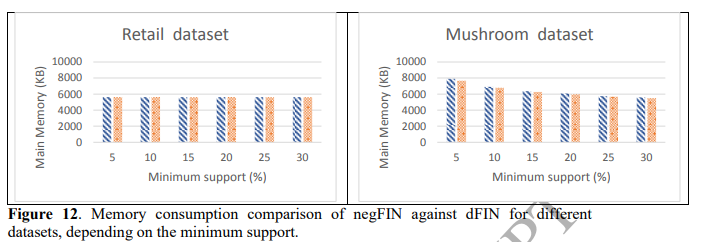 Retail dataset
Main Memory (KB)
10000
8000
6000
4000
2000
0
5 10 15 20 25 30
Minimum support (%)
Mushroom dataset
Main Memory (KB)
10000
8000
6000
4000
2000
0
5 10 15 20 25 30
Minimum support (%)
Figure 12. Memory consumption comparison of negFIN against dFIN for different
datasets, depending on the minimum support.